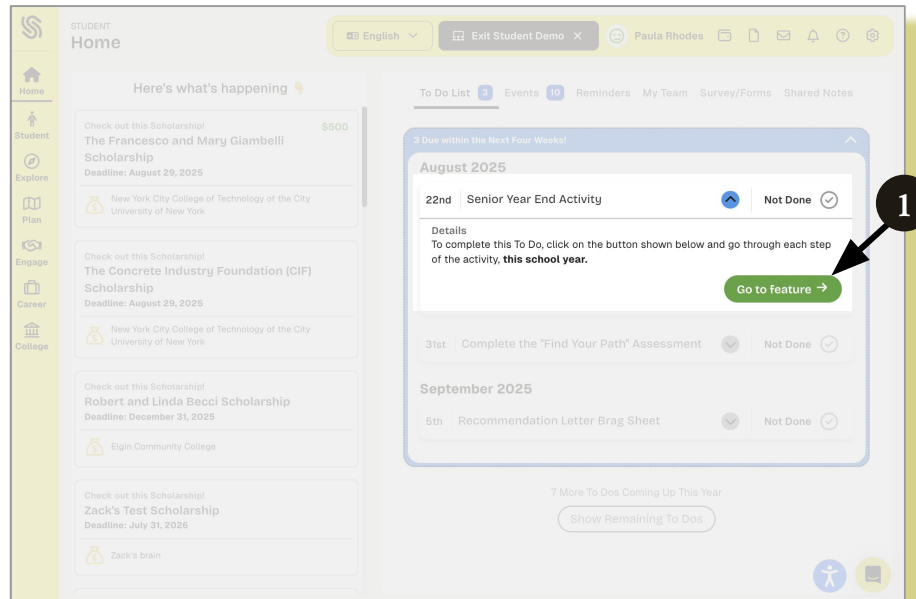 STUDENT
Home
English
Exit Student Demo ×
Paula Rhodes
Home
Student
Explore
Plan
Engage
Career
College
Here's what's happening
Check out this Scholarship!
$500
The Francesco and Mary Giambelli
Scholarship
Deadline: August 29, 2025
New York City College of Technology of the City
University of New York
Check out this Scholarship!
The Concrete Industry Foundation (CIF)
Scholarship
Deadline: August 29, 2025
New York City College of Technology of the City
University of New York
Check out this Scholarship!
Robert and Linda Becci Scholarship
Deadline: December 31, 2025
Elgin Community College
Check out this Scholarship!
Zack's Test Scholarship
Deadline: July 31, 2026
Zack's brain
To Do List 3 Events 10 Reminders My Team Survey/Forms Shared Notes
3 Due within the Next Four Weeks!
August 2025
22nd Senior Year End Activity Not Done
1
Details
To complete this To Do, click on the button shown below and go through each step
of the activity, this school year.
Go to feature →
31st Complete the "Find Your Path" Assessment Not Done
September 2025
5th Recommendation Letter Brag Sheet Not Done
7 More To Dos Coming Up This Year
Show Remaining To Dos